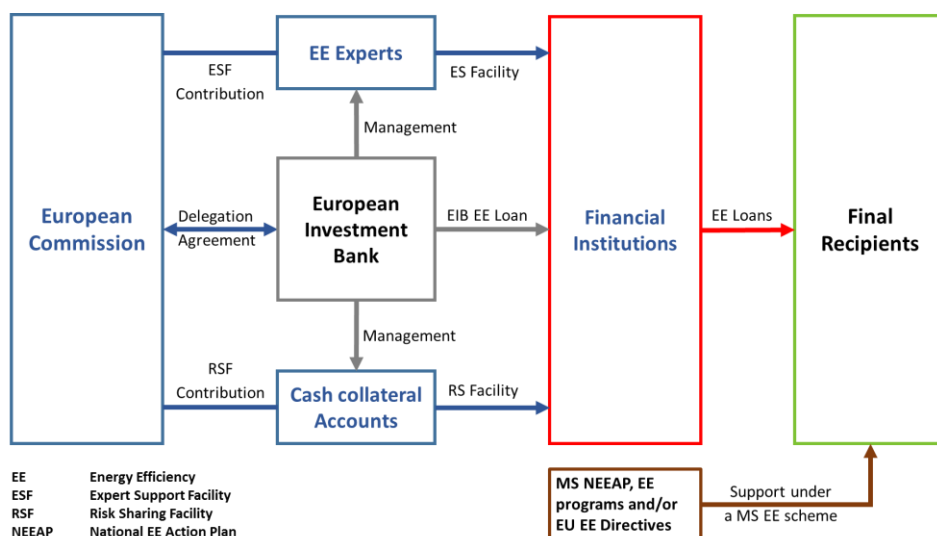 European
Commission
ESF
Contribution
EE Experts
ES Facility
Management
Delegation
Agreement
European
Investment
Bank
EIB EE Loan
Financial
Institutions
EE Loans
Final
Recipients
Management
RSF
Contribution
Cash collateral
Accounts
RS Facility
EE Energy Efficiency
ESF Expert Support Facility
RSF Risk Sharing Facility
NEEAP National EE Action Plan
MS NEEAP, EE
programs and/or
EU EE Directives
Support under
a MS EE scheme